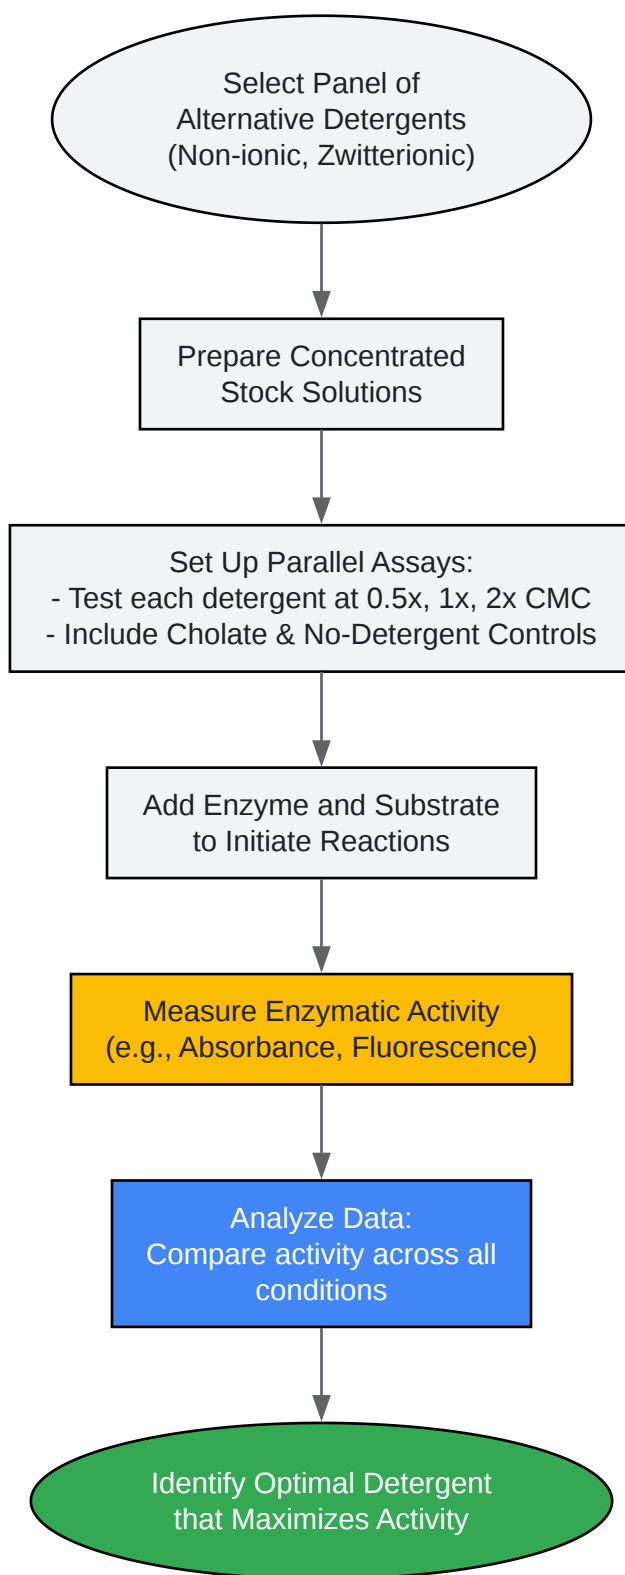 Select Panel of
Alternative Detergents
(Non-ionic, Zwitterionic)
Prepare Concentrated
Stock Solutions
Set Up Parallel Assays:
- Test each detergent at 0.5x, 1x, 2x CMC
- Include Cholate & No-Detergent Controls
Add Enzyme and Substrate
to Initiate Reactions
Measure Enzymatic Activity
(e.g., Absorbance, Fluorescence)
Analyze Data:
Compare activity across all
conditions
Identify Optimal Detergent
that Maximizes Activity